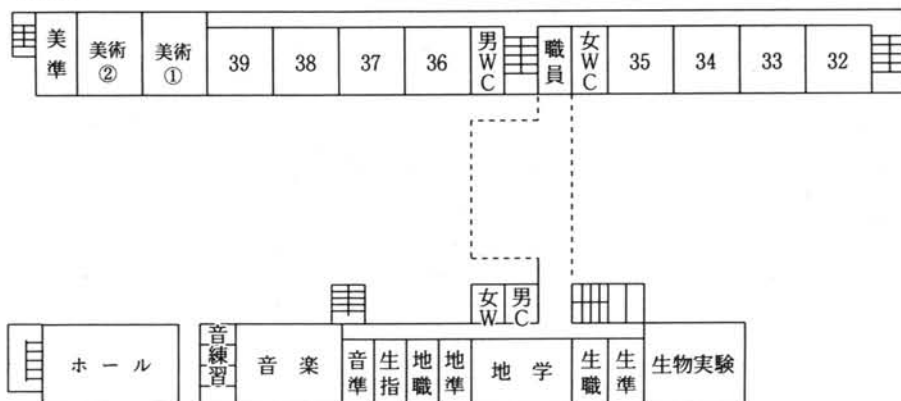 美準
美術②
美術①
39
38
37
36
男WC
職員
女WC
35
34
33
32
女W
男C
ホール
音練習
音楽
音準
生指
地職
地準
地学
生職
生準
生物実験